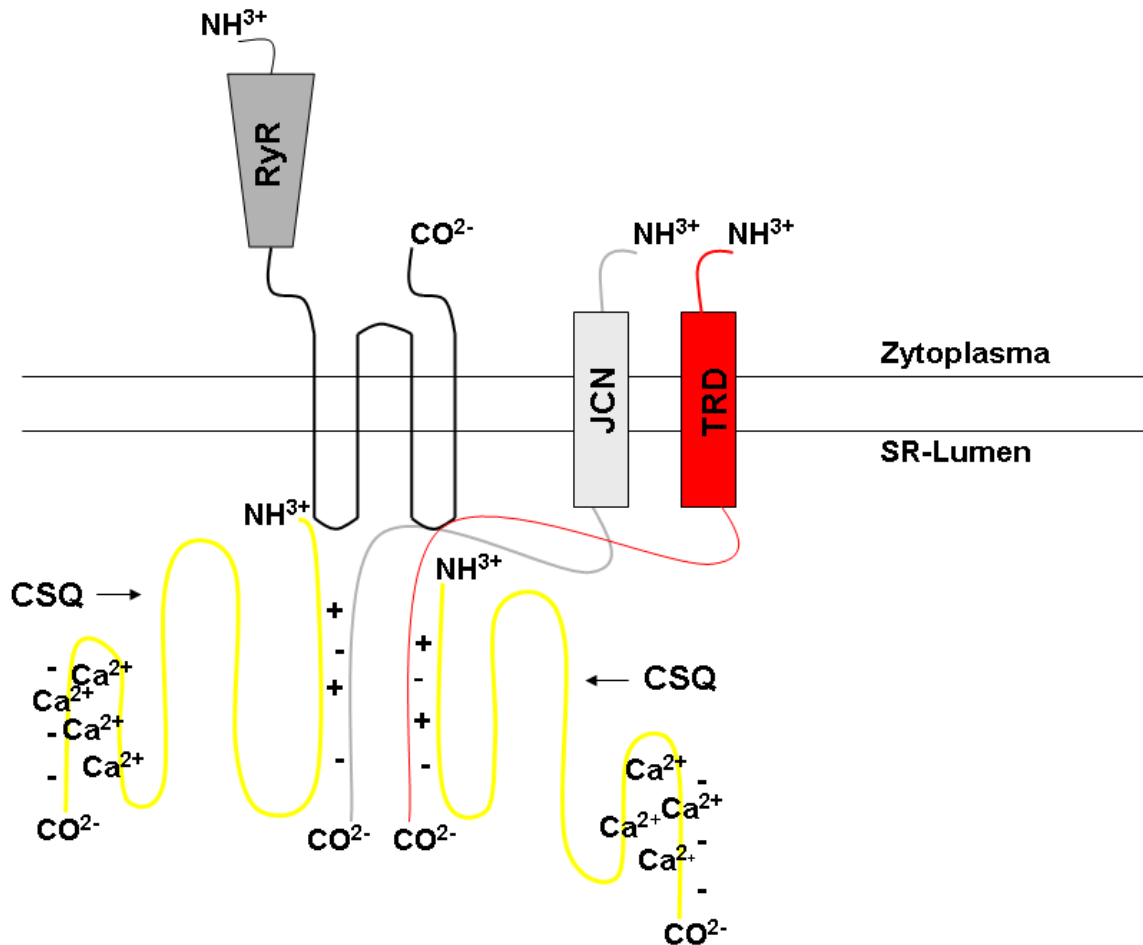 NH³⁺
RyR
CO²⁻
NH³⁺ NH³⁺
Zytoplasma
JCN
TRD
SR-Lumen
NH³⁺
NH³⁺
CSQ
+
-
+
-
+
-
+
-
CSQ
-
Ca²⁺
Ca²⁺
-
Ca²⁺
-
Ca²⁺
CO²⁻
CO²⁻ CO²⁻
Ca²⁺
-
Ca²⁺
Ca²⁺
-
Ca²⁺
-
CO²⁻